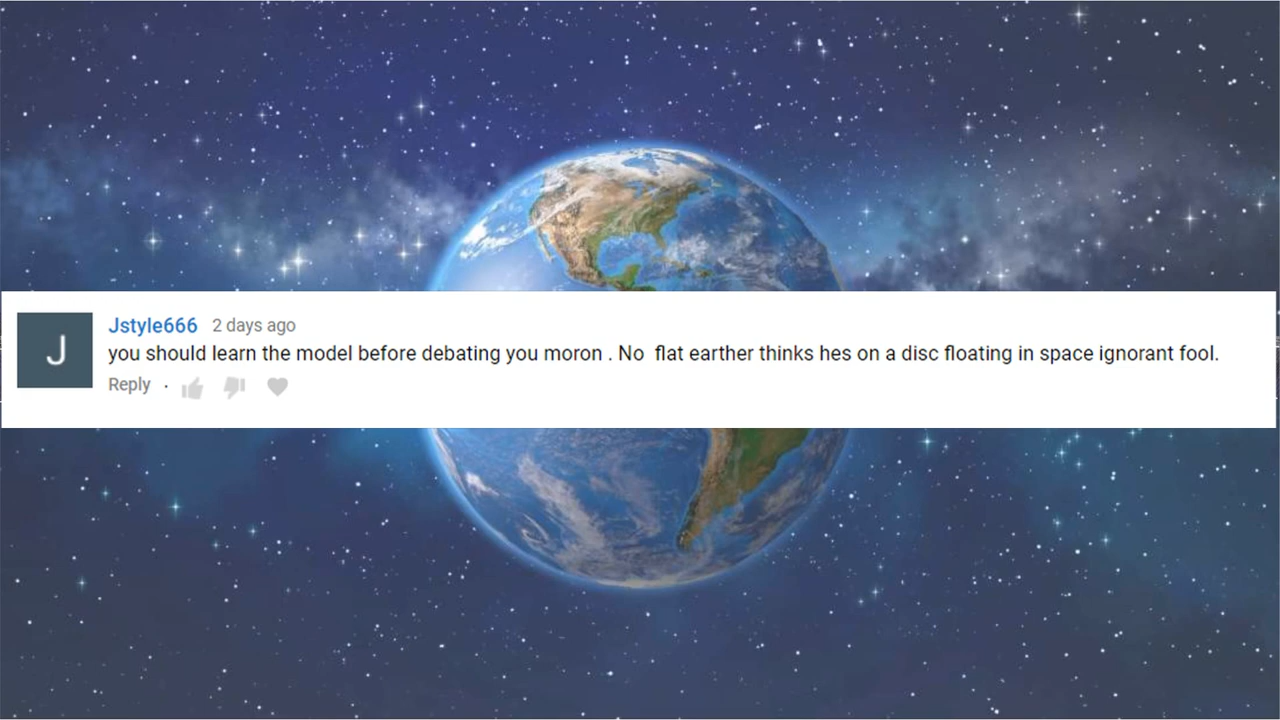 J
Jstyle666 2 days ago
you should learn the model before debating you moron . No  flat earther thinks hes on a disc floating in space ignorant fool.
Reply ·